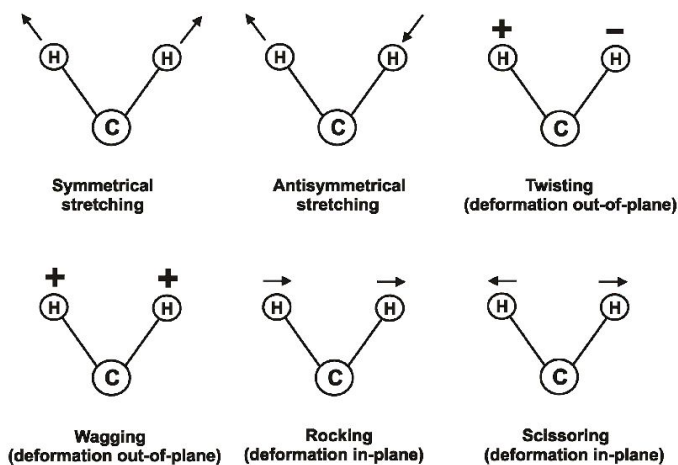 H H H H + −
H H
C C C
Symmetrical
stretching
Antisymmetrical
stretching
Twisting
(deformation out-of-plane)
+ +
H H H H H H
C C C
Wagging
(deformation out-of-plane)
Rocking
(deformation in-plane)
Scissoring
(deformation in-plane)